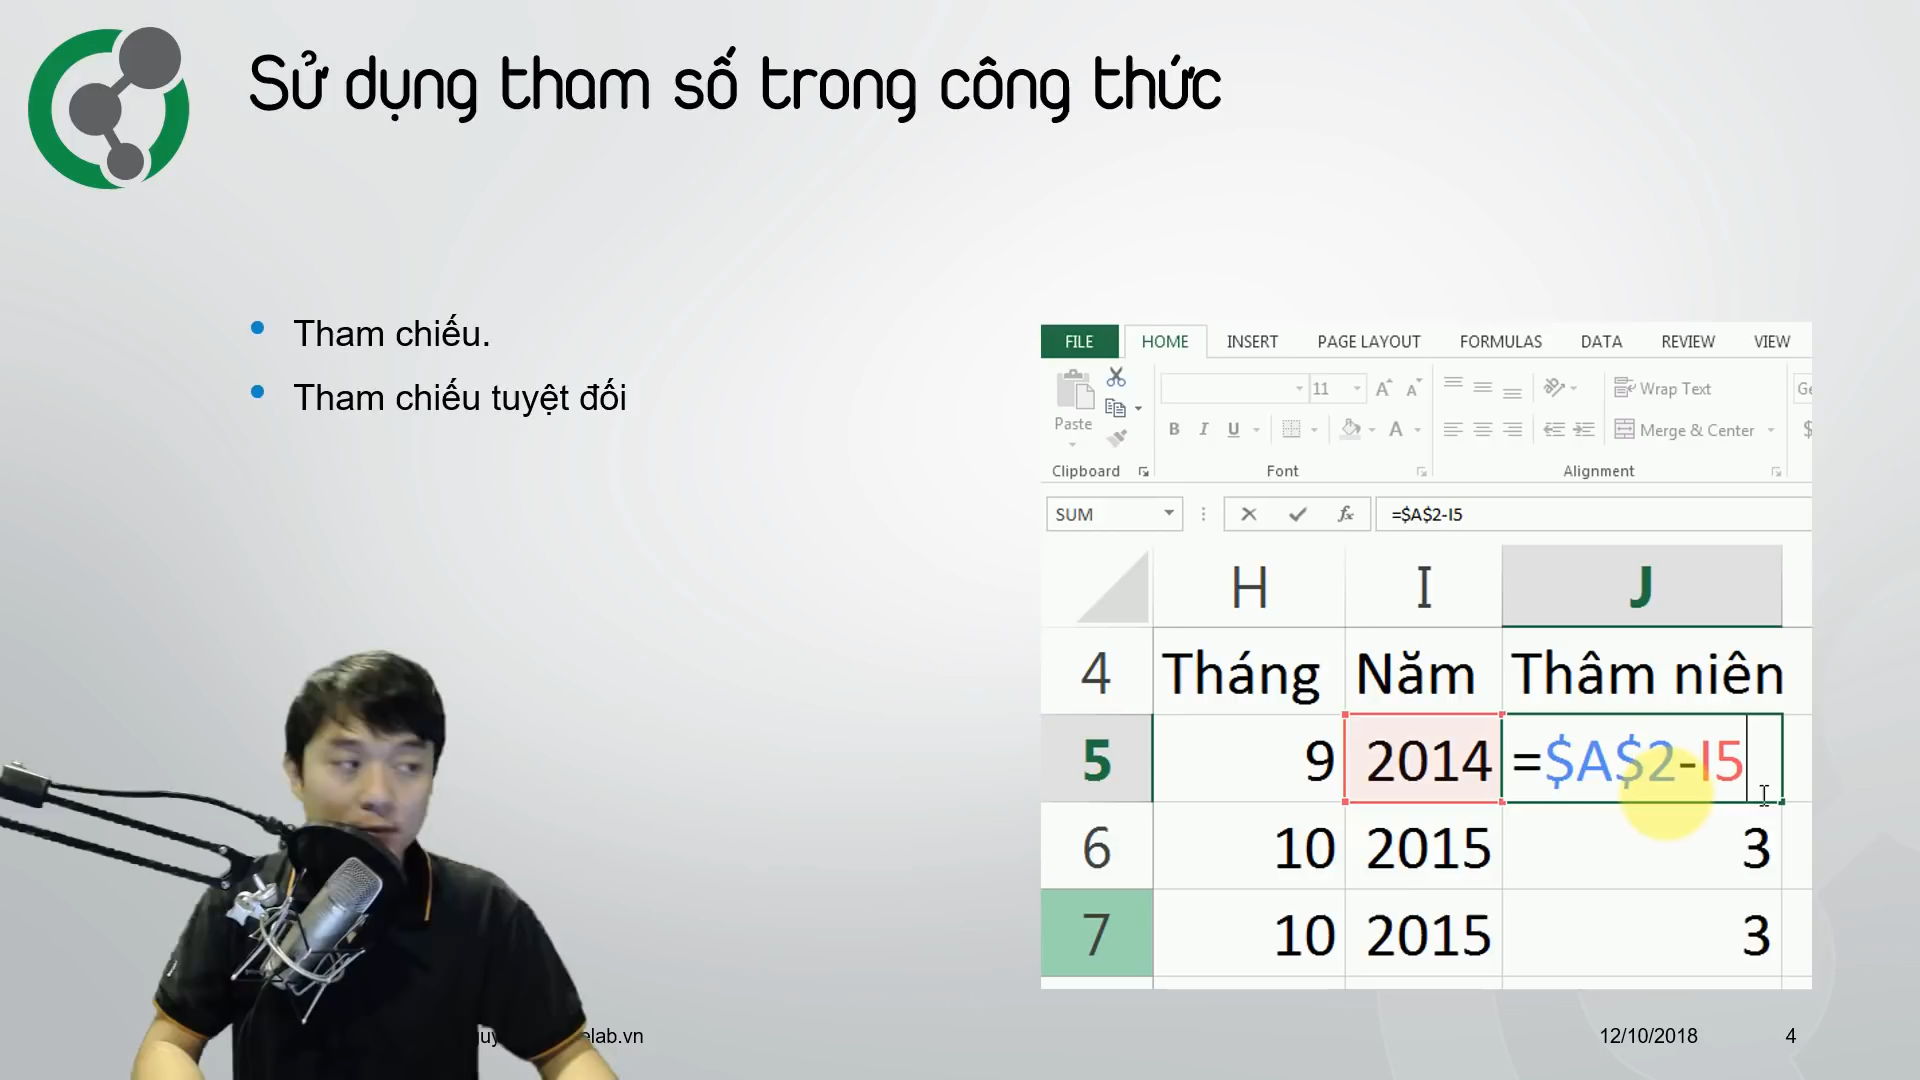 Sử dụng tham số trong công thức
Tham chiếu.
Tham chiếu tuyệt đối
FILE HOME INSERT PAGE LAYOUT FORMULAS DATA REVIEW VIEW
11 A A Wrap Text
Paste B I U A Merge & Center $
Clipboard Font Alignment
SUM fx =$A$2-I5
H I J
4 Tháng Năm Thâm niên
5 9 2014 =$A$2-I5
6 10 2015 3
7 10 2015 3
elab.vn 12/10/2018 4